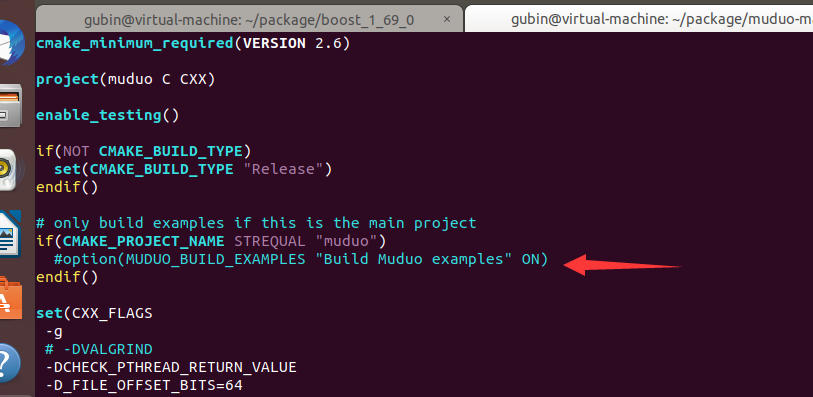 gubin@virtual-machine: ~/package/boost_1_69_0 ×
gubin@virtual-machine: ~/package/muduo-ma
cmake_minimum_required(VERSION 2.6)
project(muduo C CXX)
enable_testing()
if(NOT CMAKE_BUILD_TYPE)
  set(CMAKE_BUILD_TYPE "Release")
endif()
# only build examples if this is the main project
if(CMAKE_PROJECT_NAME STREQUAL "muduo")
  #option(MUDUO_BUILD_EXAMPLES "Build Muduo examples" ON)
endif()
set(CXX_FLAGS
 -g
 # -DVALGRIND
 -DCHECK_PTHREAD_RETURN_VALUE
 -D_FILE_OFFSET_BITS=64